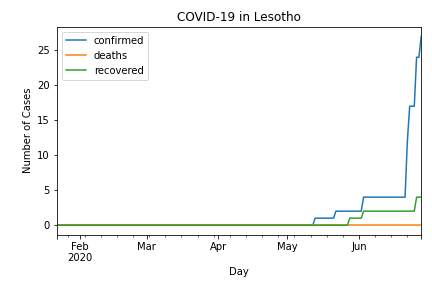 COVID-19 in Lesotho
confirmed
deaths
recovered
Number of Cases
25
20
15
10
5
0
Feb
2020
Mar
Apr
May
Jun
Day